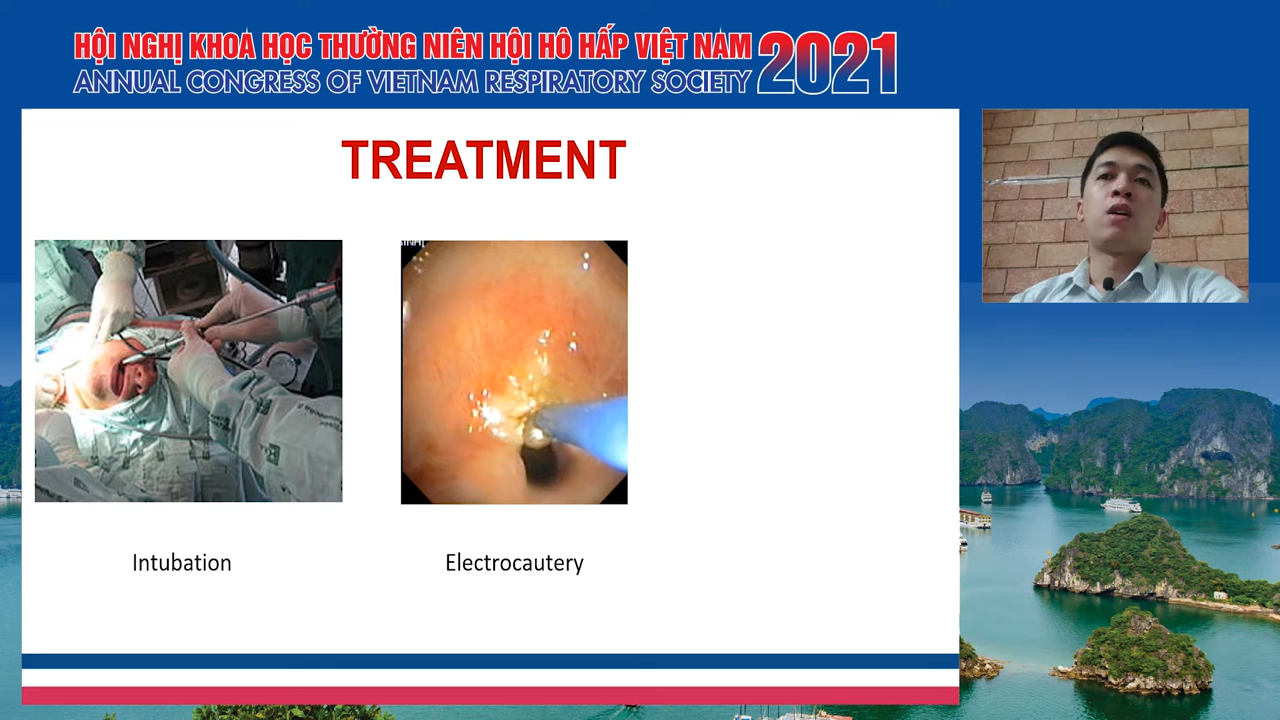 HỘI NGHỊ KHOA HỌC THƯỜNG NIÊN HỘI HÔ HẤP VIỆT NAM 2021
ANNUAL CONGRESS OF VIETNAM RESPIRATORY SOCIETY
TREATMENT
Intubation
Electrocautery